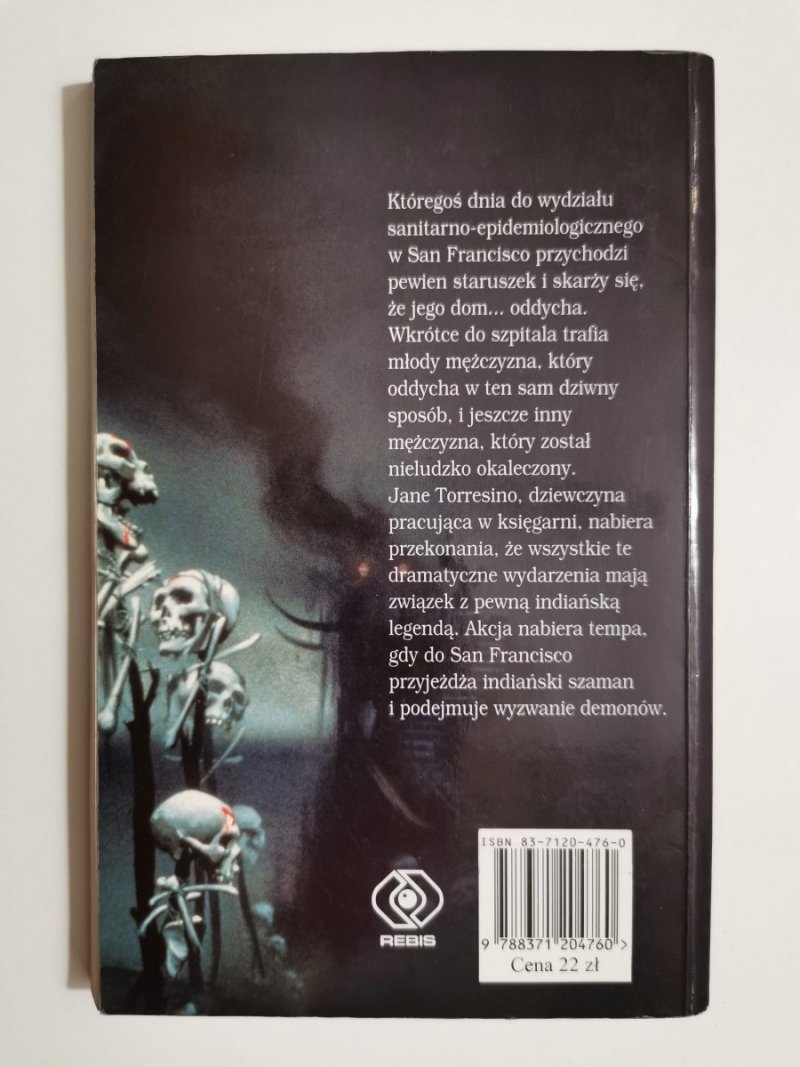 Któregoś dnia do wydziału
sanitarno-epidemiologicznego
w San Francisco przychodzi
pewien staruszek i skarży się,
że jego dom... oddycha.
Wkrótce do szpitala trafia
młody mężczyzna, który
oddycha w ten sam dziwny
sposób, i jeszcze inny
mężczyzna, który został
nieludzko okaleczony.
Jane Torresino, dziewczyna
pracująca w księgarni, nabiera
przekonania, że wszystkie te
dramatyczne wydarzenia mają
związek z pewną indiańską
legendą. Akcja nabiera tempa,
gdy do San Francisco
przyjeżdża indiański szaman
i podejmuje wyzwanie demonów.
REBIS
ISBN 83-7120-476-0
9 788371 204760 >
Cena 22 zł